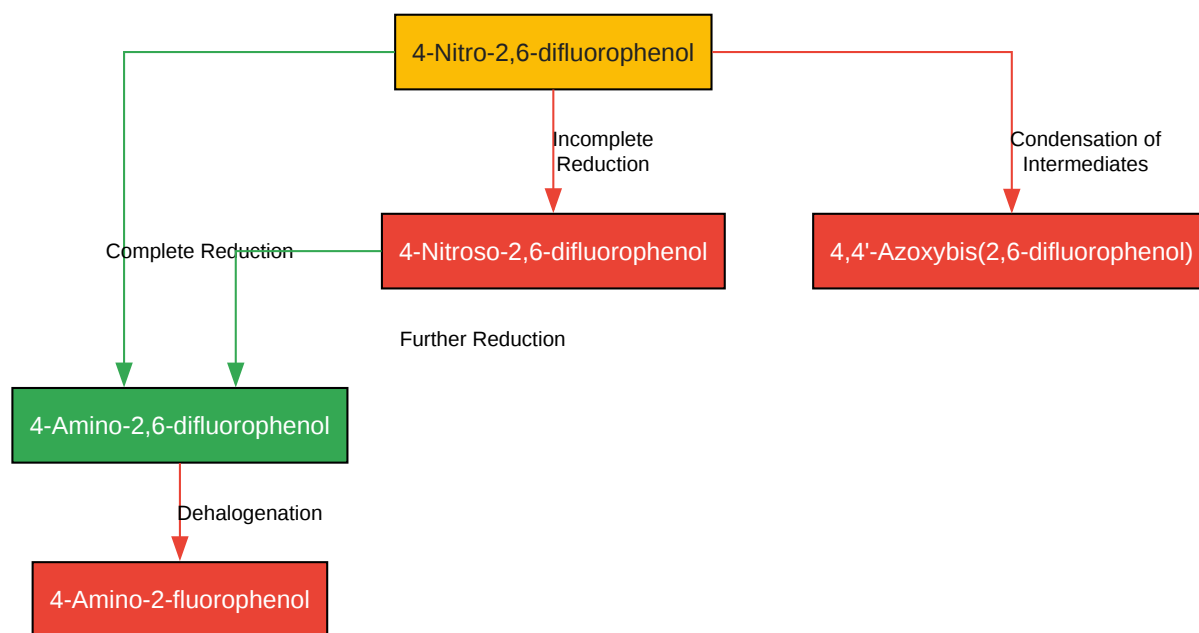 4-Nitro-2,6-difluorophenol
Incomplete
Reduction
Condensation of
Intermediates
Complete Reduction
4-Nitroso-2,6-difluorophenol
4,4'-Azoxybis(2,6-difluorophenol)
Further Reduction
4-Amino-2,6-difluorophenol
Dehalogenation
4-Amino-2-fluorophenol